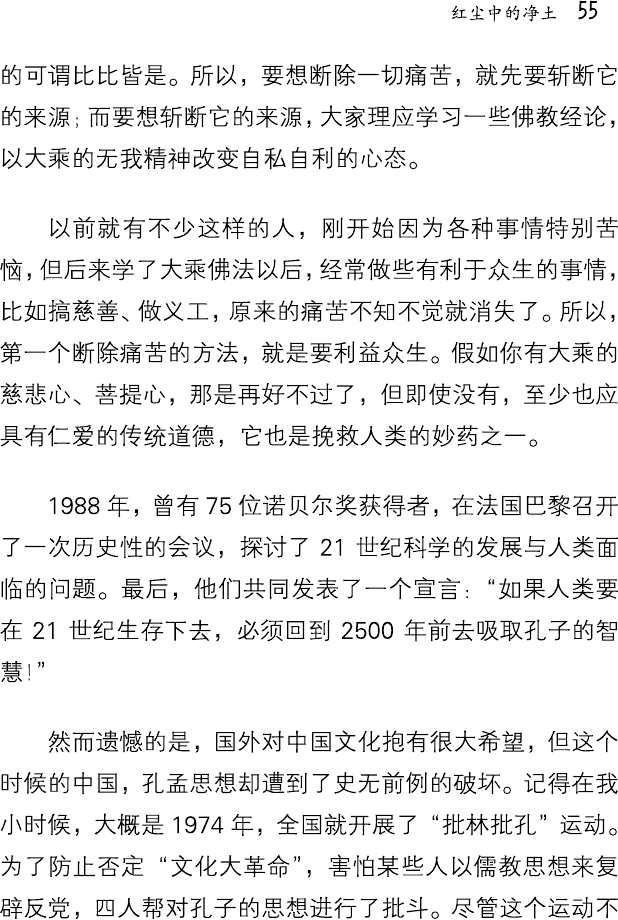 红尘中的净土 55
的可谓比比皆是。所以，要想断除一切痛苦，就先要斩断它
的来源；而要想斩断它的来源，大家理应学习一些佛教经论，
以大乘的无我精神改变自私自利的心态。
以前就有不少这样的人，刚开始因为各种事情特别苦
恼，但后来学了大乘佛法以后，经常做些有利于众生的事情，
比如搞慈善、做义工，原来的痛苦不知不觉就消失了。所以，
第一个断除痛苦的方法，就是要利益众生。假如你有大乘的
慈悲心、菩提心，那是再好不过了，但即使没有，至少也应
具有仁爱的传统道德，它也是挽救人类的妙药之一。
1988 年，曾有 75 位诺贝尔奖获得者，在法国巴黎召开
了一次历史性的会议，探讨了 21 世纪科学的发展与人类面
临的问题。最后，他们共同发表了一个宣言：“如果人类要
在 21 世纪生存下去，必须回到 2500 年前去吸取孔子的智
慧！”
然而遗憾的是，国外对中国文化抱有很大希望，但这个
时候的中国，孔孟思想却遭到了史无前例的破坏。记得在我
小时候，大概是 1974 年，全国就开展了“批林批孔”运动。
为了防止否定“文化大革命”，害怕某些人以儒教思想来复
辟反党，四人帮对孔子的思想进行了批斗。尽管这个运动不